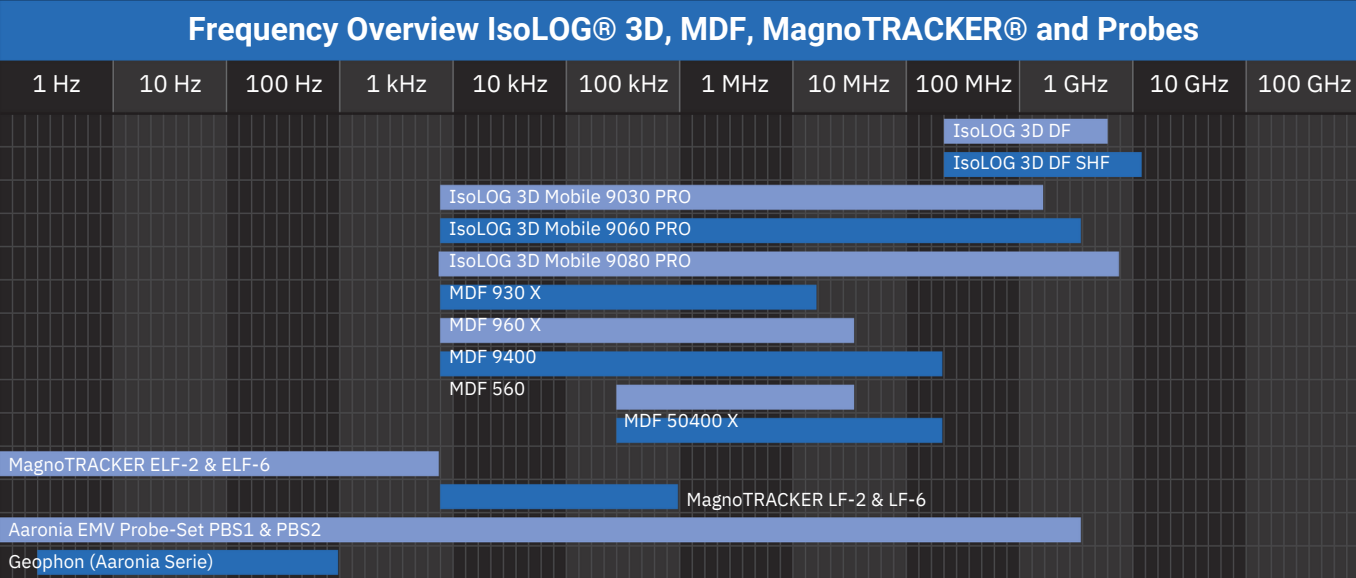 Frequency Overview IsoLOG® 3D, MDF, MagnoTRACKER® and Probes
1 Hz 10 Hz 100 Hz 1 kHz 10 kHz 100 kHz 1 MHz 10 MHz 100 MHz 1 GHz 10 GHz 100 GHz
IsoLOG 3D DF
IsoLOG 3D DF SHF
IsoLOG 3D Mobile 9030 PRO
IsoLOG 3D Mobile 9060 PRO
IsoLOG 3D Mobile 9080 PRO
MDF 930 X
MDF 960 X
MDF 9400
MDF 560
MDF 50400 X
MagnoTRACKER ELF-2 & ELF-6
MagnoTRACKER LF-2 & LF-6
Aaronia EMV Probe-Set PBS1 & PBS2
Geophon (Aaronia Serie)